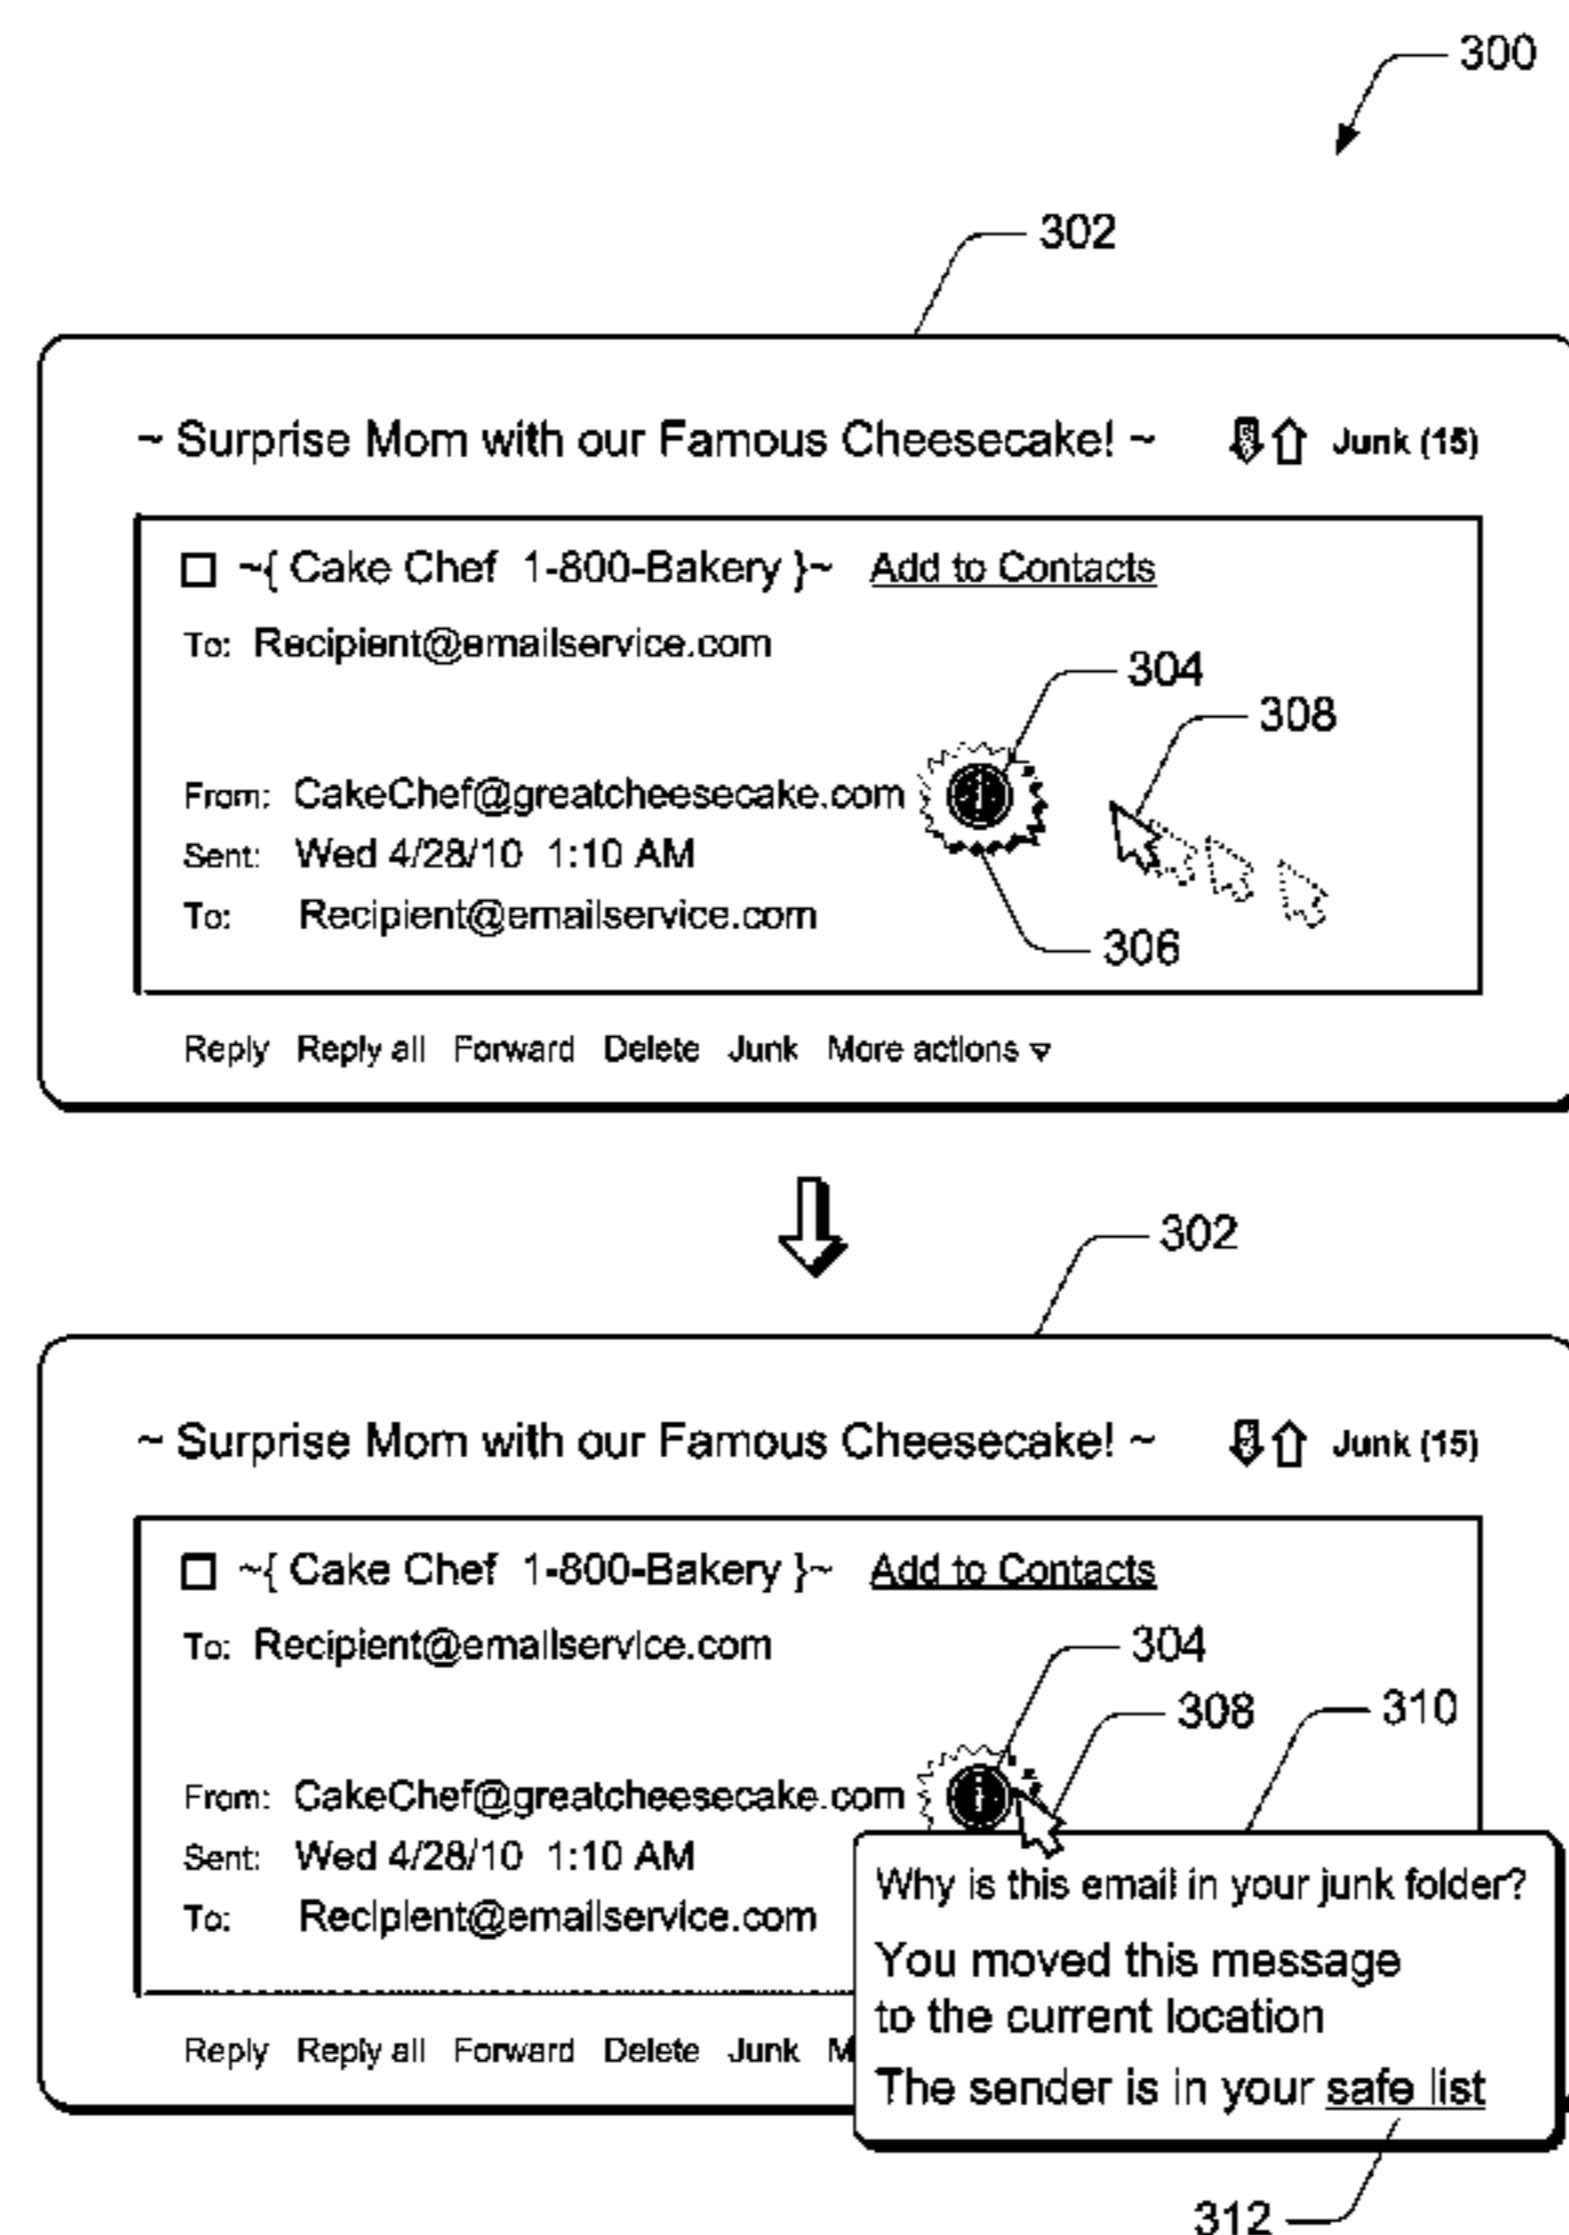 300
302
~ Surprise Mom with our Famous Cheesecake! ~ Junk (15)
~{ Cake Chef 1-800-Bakery }~ Add to Contacts
To: Recipient@emailservice.com
304
308
From: CakeChef@greatcheesecake.com i
Sent: Wed 4/28/10 1:10 AM
To: Recipient@emailservice.com
306
Reply Reply all Forward Delete Junk More actions
302
~ Surprise Mom with our Famous Cheesecake! ~ Junk (15)
~{ Cake Chef 1-800-Bakery }~ Add to Contacts
To: Recipient@emailservice.com
304
308 310
From: CakeChef@greatcheesecake.com i
Sent: Wed 4/28/10 1:10 AM
To: Recipient@emailservice.com
Reply Reply all Forward Delete Junk M
Why is this email in your junk folder?
You moved this message
to the current location
The sender is in your safe list
312